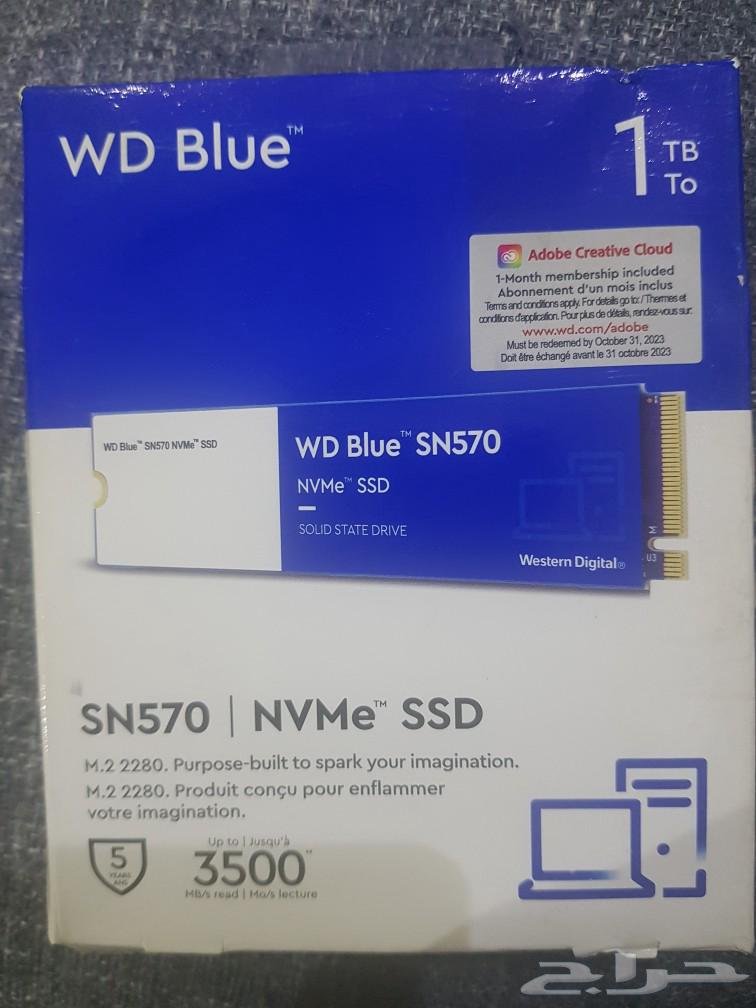 WD Blue™
1 TB
To
Adobe Creative Cloud
1-Month membership included
Abonnement d'un mois inclus
Terms and conditions apply. For details go to: / Thermes et
conditions d'application. Pour plus de détails, rendez-vous sur:
www.wd.com/adobe
Must be redeemed by October 31, 2023
Doit être échangé avant le 31 octobre 2023
WD Blue™ SN570 NVMe™ SSD
WD Blue™ SN570
NVMe™ SSD
SOLID STATE DRIVE
Western Digital®
M
U3
SN570 | NVMe™ SSD
M.2 2280. Purpose-built to spark your imagination.
M.2 2280. Produit conçu pour enflammer
votre imagination.
5
YEARS
ANS
Up to | Jusqu'à
3500**
MB/s read | Mo/s lecture
حراج